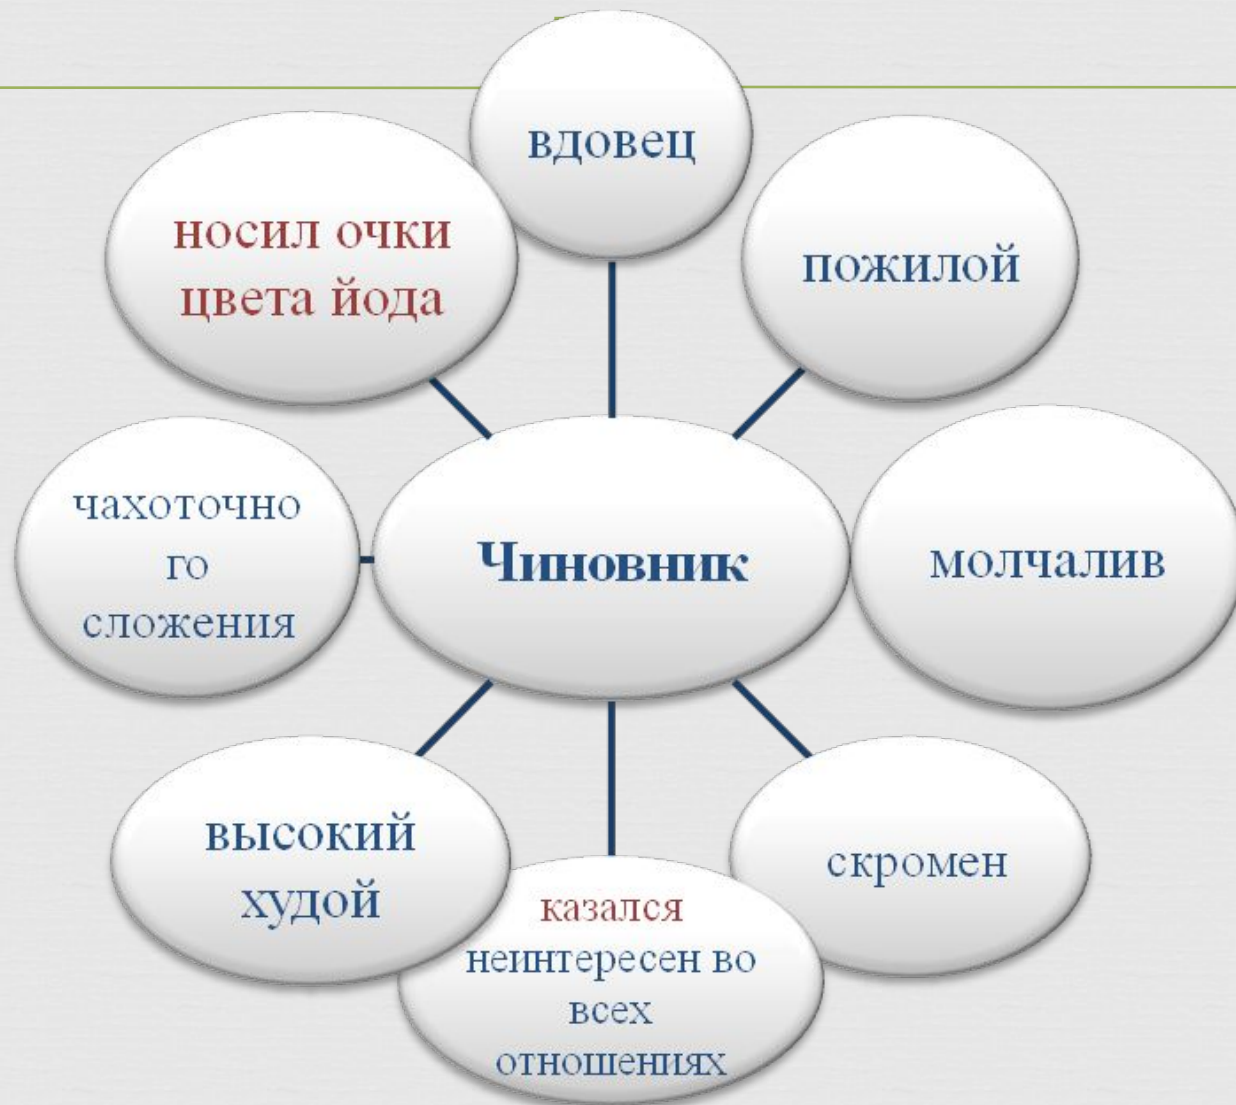 вдовец
носил очки
цвета йода
пожилой
чахоточно
го
сложения
Чиновник
молчалив
высокий
худой
скромен
казался
неинтересен во
всех
отношениях